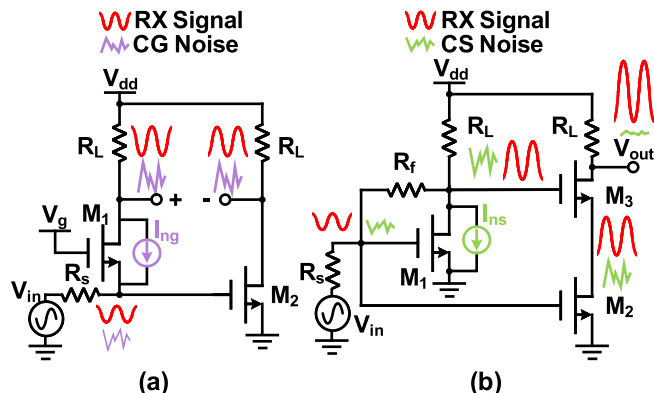 RX Signal
CG Noise
Vdd
RL
RL
+
-
Vg
M1
Ing
Rs
Vin
M2
(a)
RX Signal
CS Noise
Vdd
RL
RL
Vout
Rf
M3
Ins
Rs
M1
Vin
M2
(b)